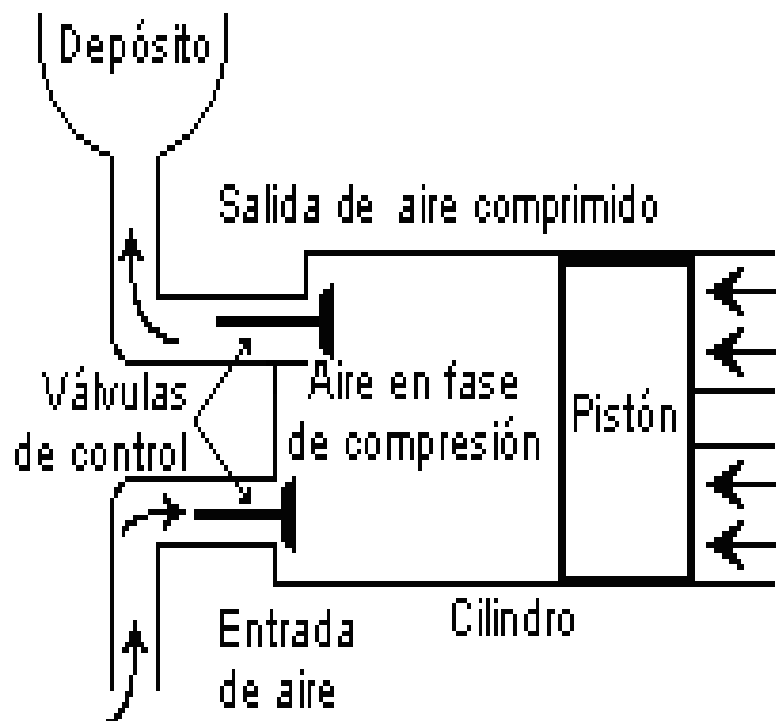 Depósito
Salida de aire comprimido
Válvulas
de control
Aire en fase
de compresión
Pistón
Entrada
de aire
Cilindro